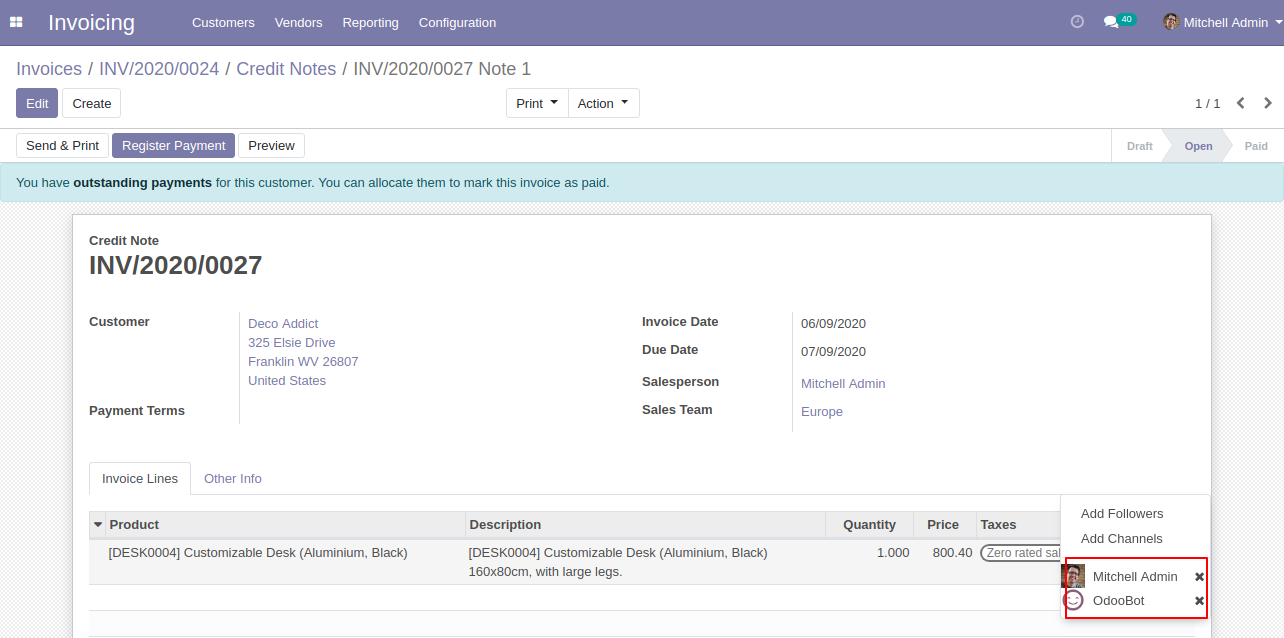 Invoicing Customers Vendors Reporting Configuration 40 Mitchell Admin
Invoices / INV/2020/0024 / Credit Notes / INV/2020/0027 Note 1
Edit Create Print Action 1 / 1
Send & Print Register Payment Preview Draft Open Paid
You have outstanding payments for this customer. You can allocate them to mark this invoice as paid.
Credit Note
INV/2020/0027
Customer Deco Addict
325 Elsie Drive
Franklin WV 26807
United States
Payment Terms
Invoice Date 06/09/2020
Due Date 07/09/2020
Salesperson Mitchell Admin
Sales Team Europe
Invoice Lines Other Info
Product Description Quantity Price Taxes
[DESK0004] Customizable Desk (Aluminium, Black) [DESK0004] Customizable Desk (Aluminium, Black) 1.000 800.40 Zero rated sal
160x80cm, with large legs.
Add Followers
Add Channels
Mitchell Admin
OdooBot